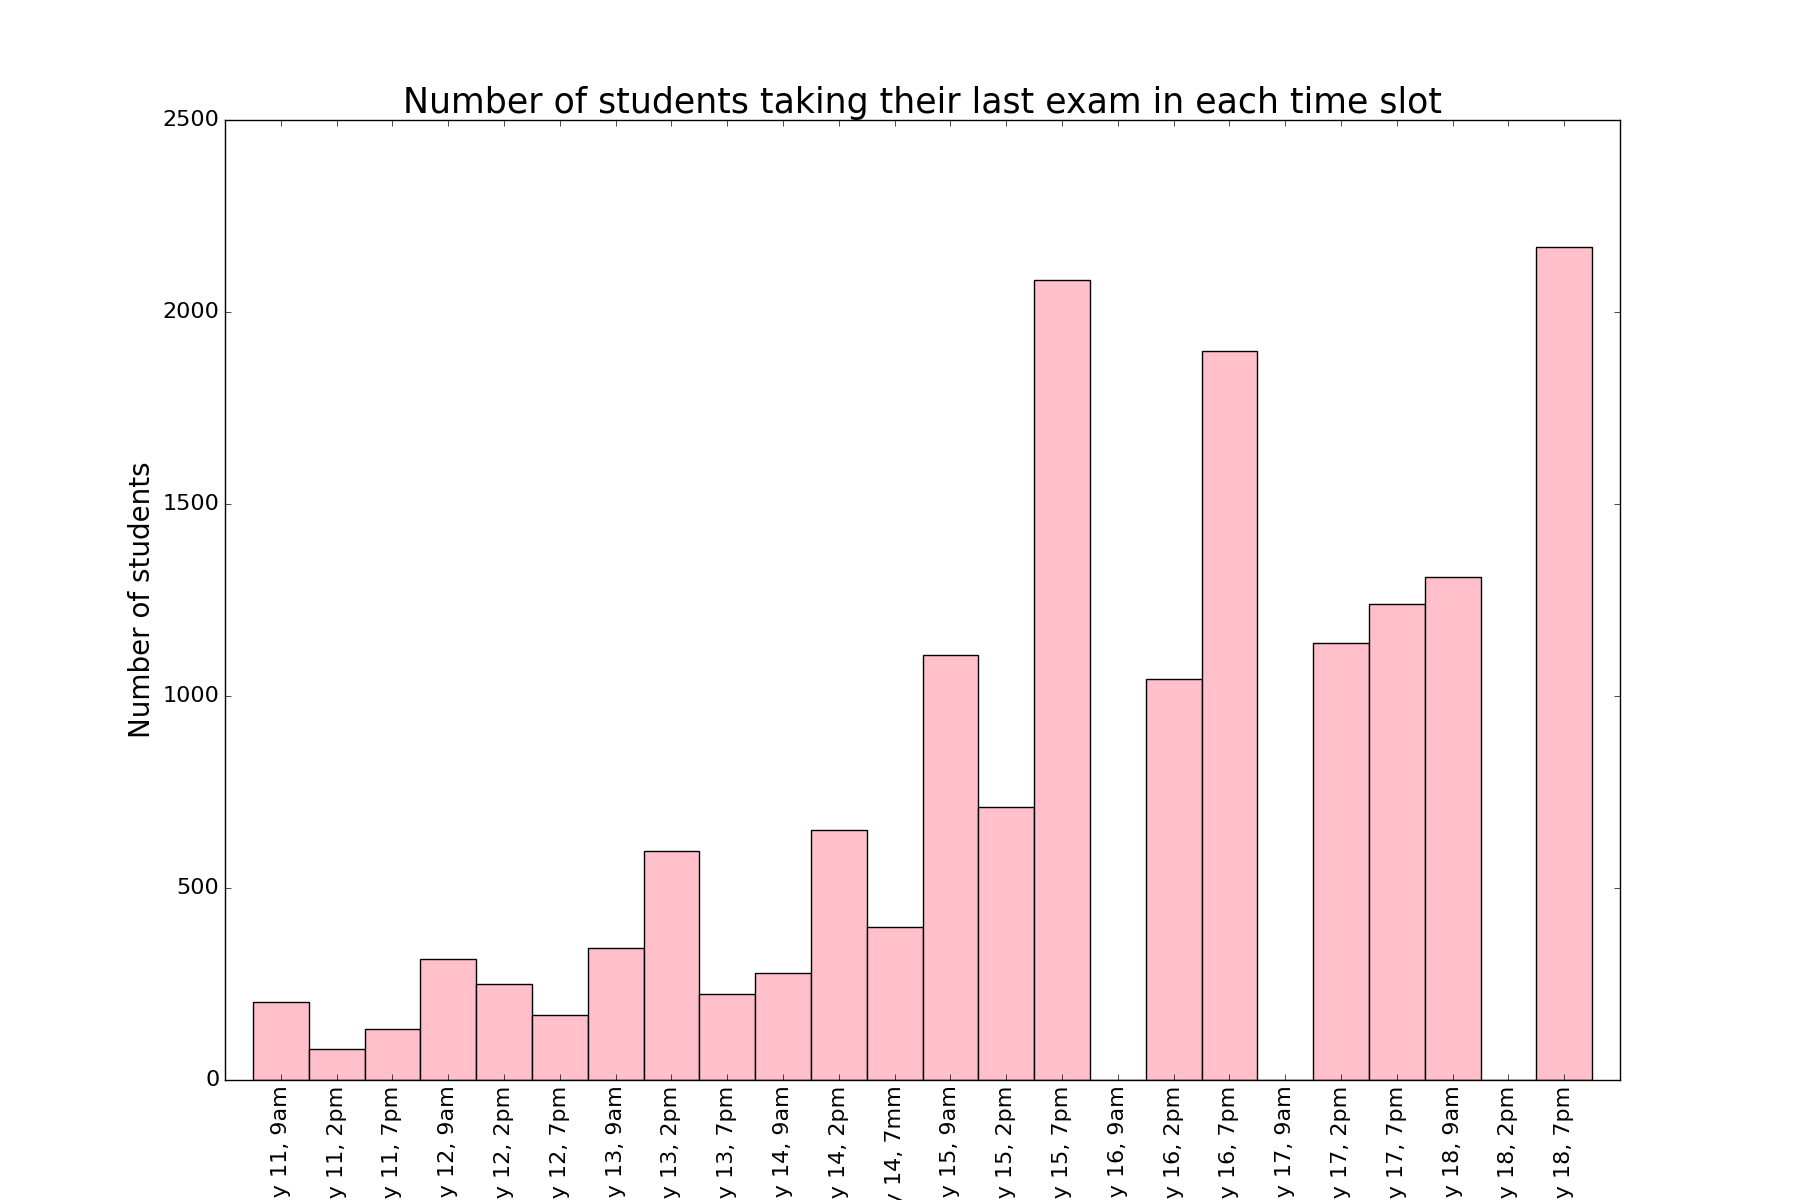 Number of students taking their last exam in each time slot
Number of students
2500
2000
1500
1000
500
0
y 11, 9am
y 11, 2pm
y 11, 7pm
y 12, 9am
y 12, 2pm
y 12, 7pm
y 13, 9am
y 13, 2pm
y 13, 7pm
y 14, 9am
y 14, 2pm
y 14, 7mm
y 15, 9am
y 15, 2pm
y 15, 7pm
y 16, 9am
y 16, 2pm
y 16, 7pm
y 17, 9am
y 17, 2pm
y 17, 7pm
y 18, 9am
y 18, 2pm
y 18, 7pm